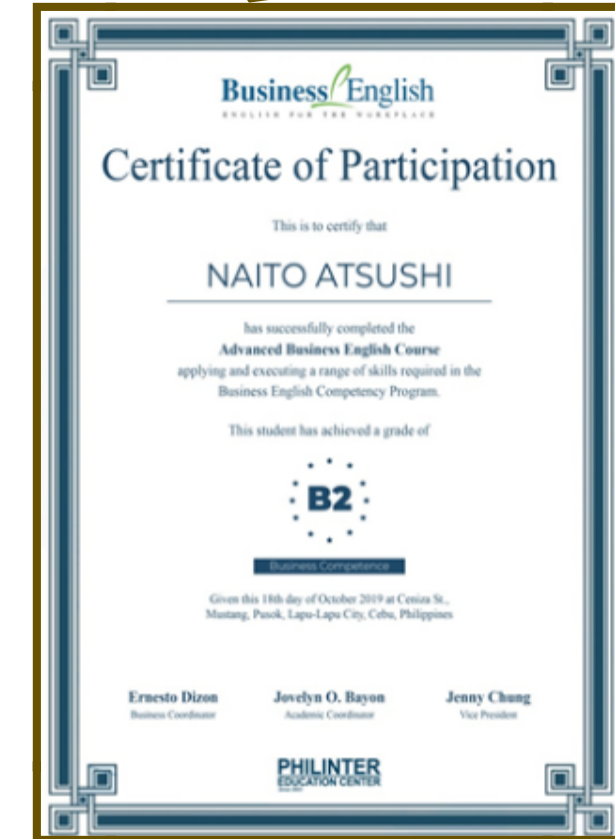 Business English
ENGLISH FOR THE WORKPLACE
Certificate of Participation
This is to certify that
NAITO ATSUSHI
has successfully completed the
Advanced Business English Course
applying and executing a range of skills required in the
Business English Competency Program.
This student has achieved a grade of
B2
Business Competence
Given this 18th day of October 2019 at Ceniza St.,
Mustang, Pusok, Lapu-Lapu City, Cebu, Philippines
Ernesto Dizon Jovelyn O. Bayon Jenny Chung
Business Coordinator Academic Coordinator Vice President
PHILINTER
EDUCATION CENTER